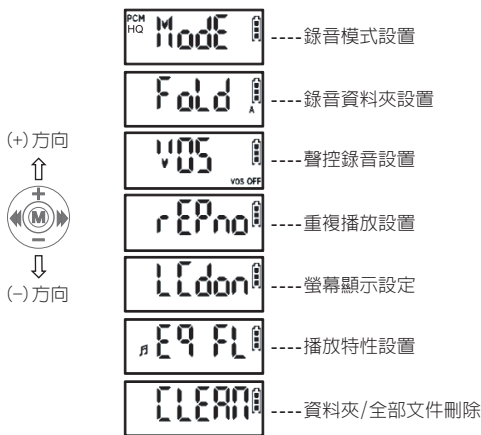 PCM
HQ
ModE ----錄音模式設置
FoLd ----錄音資料夾設置
A
VOS ----聲控錄音設置
VOS OFF
rEPno ----重複播放設置
LCdon ----螢幕顯示設定
EQ FL ----播放特性設置
CLEAM ----資料夾/全部文件刪除
(+)方向
+
M
−
(−)方向